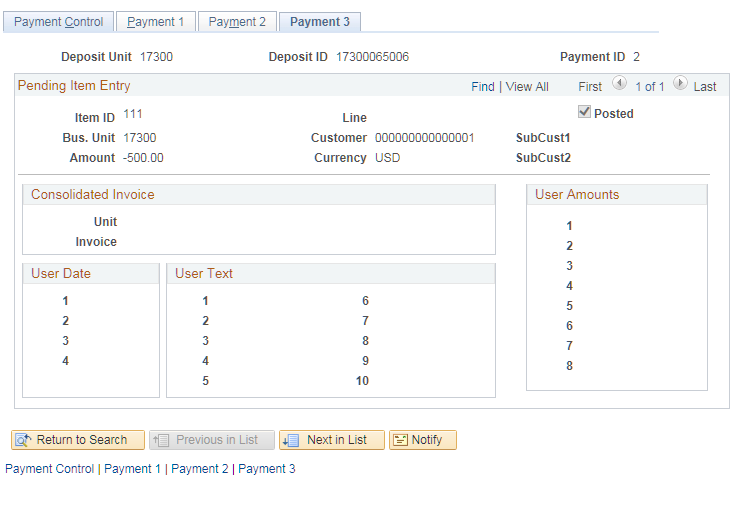 Payment Control Payment 1 Payment 2 Payment 3
Deposit Unit 17300 Deposit ID 17300065006 Payment ID 2
Pending Item Entry Find | View All First 1 of 1 Last
Item ID 111 Line Posted
Bus. Unit 17300 Customer 000000000000001 SubCust1
Amount -500.00 Currency USD SubCust2
Consolidated Invoice
Unit
Invoice
User Amounts
1
2
3
4
5
6
7
8
User Date
1
2
3
4
User Text
1 6
2 7
3 8
4 9
5 10
Return to Search Previous in List Next in List Notify
Payment Control | Payment 1 | Payment 2 | Payment 3